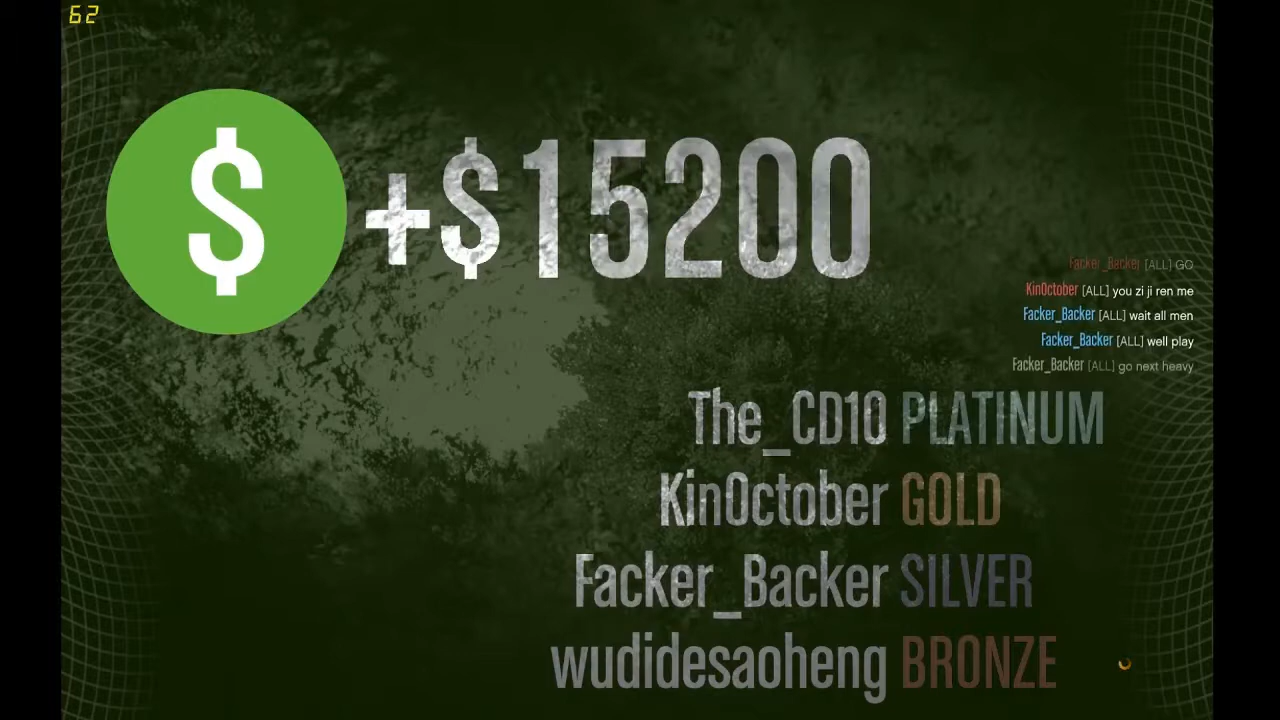 62
$ +$15200
Facker_Backer [ALL] GO
KinOctober [ALL] you zi ji ren me
Facker_Backer [ALL] wait all men
Facker_Backer [ALL] well play
Facker_Backer [ALL] go next heavy
The_CD10 PLATINUM
KinOctober GOLD
Facker_Backer SILVER
wudidesaoheng BRONZE